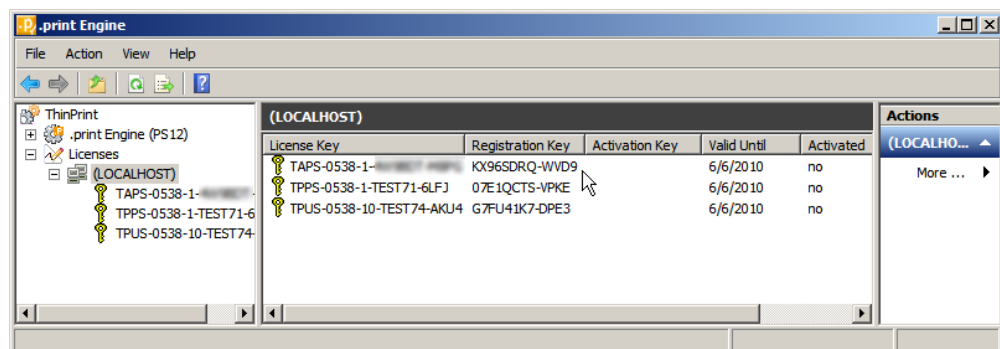 .print Engine
File Action View Help
ThinPrint
.print Engine (PS12)
Licenses
(LOCALHOST)
TAPS-0538-1-
TPPS-0538-1-TEST71-6
TPUS-0538-10-TEST74-
(LOCALHOST)
License Key Registration Key Activation Key Valid Until Activated
TAPS-0538-1- KX96SDRQ-WVD9 6/6/2010 no
TPPS-0538-1-TEST71-6LFJ 07E1QCTS-VPKE 6/6/2010 no
TPUS-0538-10-TEST74-AKU4 G7FU41K7-DPE3 6/6/2010 no
Actions
(LOCALHO...
More ...